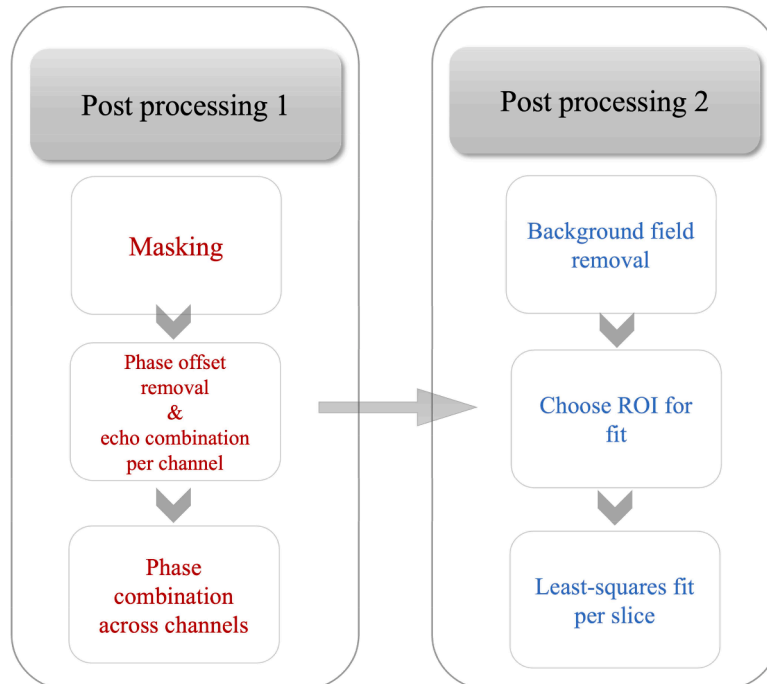 Post processing 1
Masking
Phase offset
removal
&
echo combination
per channel
Phase
combination
across channels
Post processing 2
Background field
removal
Choose ROI for
fit
Least-squares fit
per slice